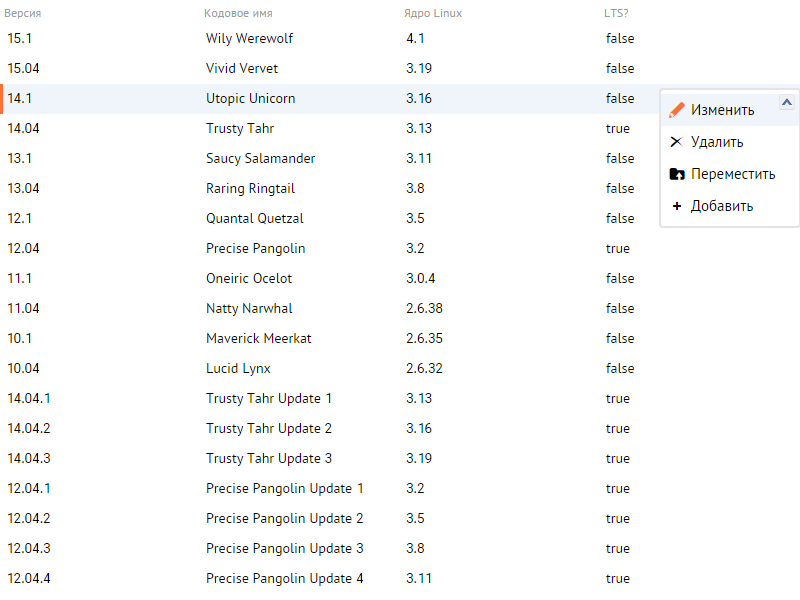 Версия Кодовое имя Ядро Linux LTS?
15.1 Wily Werewolf 4.1 false
15.04 Vivid Vervet 3.19 false
14.1 Utopic Unicorn 3.16 false
Изменить
14.04 Trusty Tahr 3.13 true
Удалить
13.1 Saucy Salamander 3.11 false
Переместить
13.04 Raring Ringtail 3.8 false
Добавить
12.1 Quantal Quetzal 3.5 false
12.04 Precise Pangolin 3.2 true
11.1 Oneiric Ocelot 3.0.4 false
11.04 Natty Narwhal 2.6.38 false
10.1 Maverick Meerkat 2.6.35 false
10.04 Lucid Lynx 2.6.32 false
14.04.1 Trusty Tahr Update 1 3.13 true
14.04.2 Trusty Tahr Update 2 3.16 true
14.04.3 Trusty Tahr Update 3 3.19 true
12.04.1 Precise Pangolin Update 1 3.2 true
12.04.2 Precise Pangolin Update 2 3.5 true
12.04.3 Precise Pangolin Update 3 3.8 true
12.04.4 Precise Pangolin Update 4 3.11 true